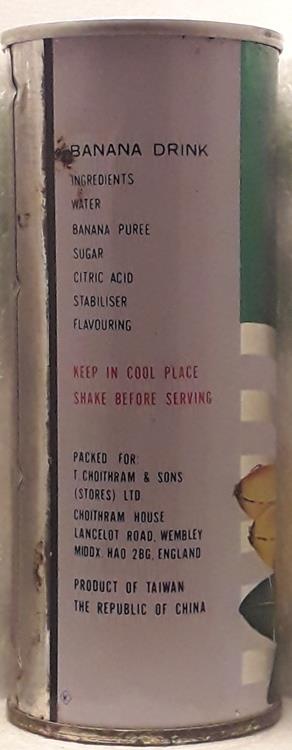 BANANA DRINK
INGREDIENTS
WATER
BANANA PUREE
SUGAR
CITRIC ACID
STABILISER
FLAVOURING
KEEP IN COOL PLACE
SHAKE BEFORE SERVING
PACKED FOR:
T.CHOITHRAM & SONS
(STORES) LTD
CHOITHRAM HOUSE
LANCELOT ROAD, WEMBLEY
MIDDX. HAO 2BG, ENGLAND
PRODUCT OF TAIWAN
THE REPUBLIC OF CHINA